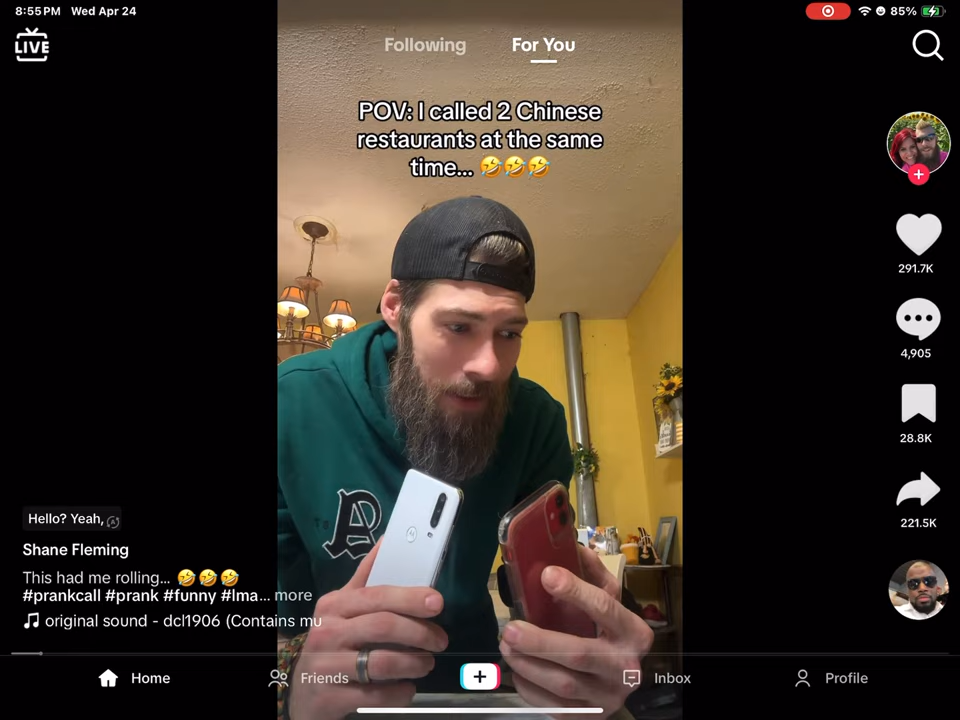 8:55 PM Wed Apr 24
85%
LIVE
Following
For You
POV: I called 2 Chinese
restaurants at the same
time... 🤣🤣🤣
291.7K
4,905
28.8K
221.5K
Hello? Yeah,
Shane Fleming
This had me rolling... 🤣🤣🤣
#prankcall #prank #funny #lma... more
original sound - dcl1906 (Contains mu
Home
Friends
Inbox
Profile